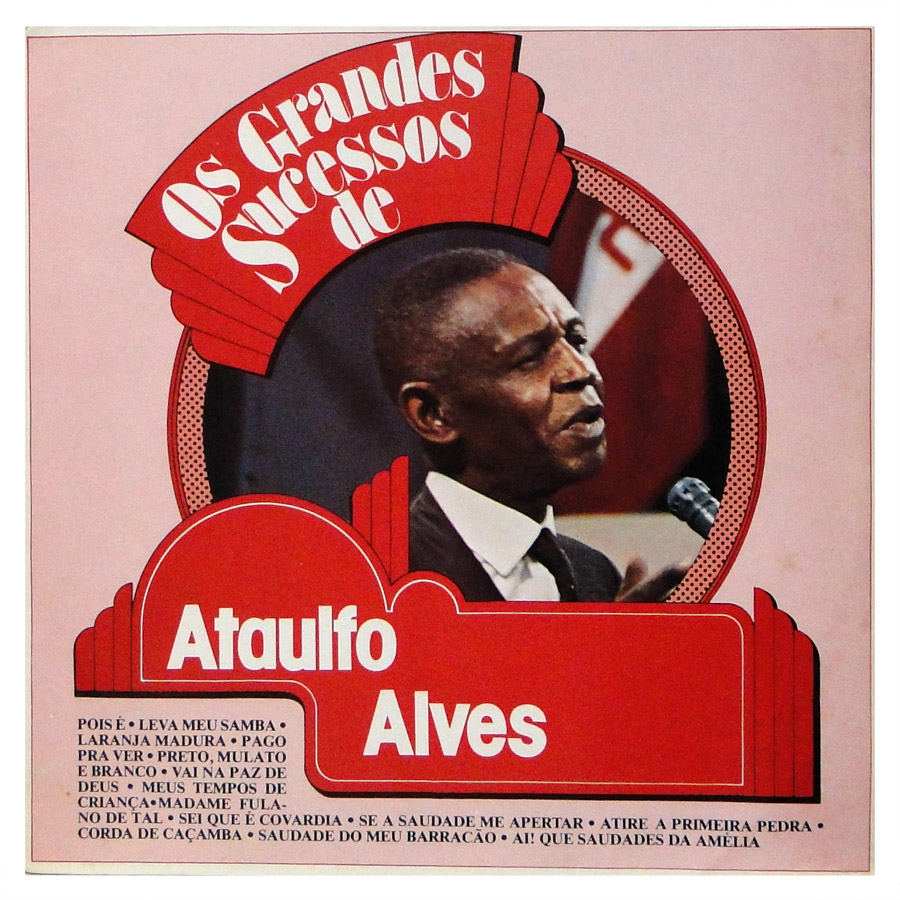 Os Grandes
Sucessos
de
Ataulfo
Alves
POIS É • LEVA MEU SAMBA •
LARANJA MADURA • PAGO
PRA VER • PRETO, MULATO
E BRANCO • VAI NA PAZ DE
DEUS • MEUS TEMPOS DE
CRIANÇA•MADAME FULA-
NO DE TAL • SEI QUE É COVARDIA • SE A SAUDADE ME APERTAR • ATIRE A PRIMEIRA PEDRA •
CORDA DE CAÇAMBA • SAUDADE DO MEU BARRACÃO • AI! QUE SAUDADES DA AMÉLIA